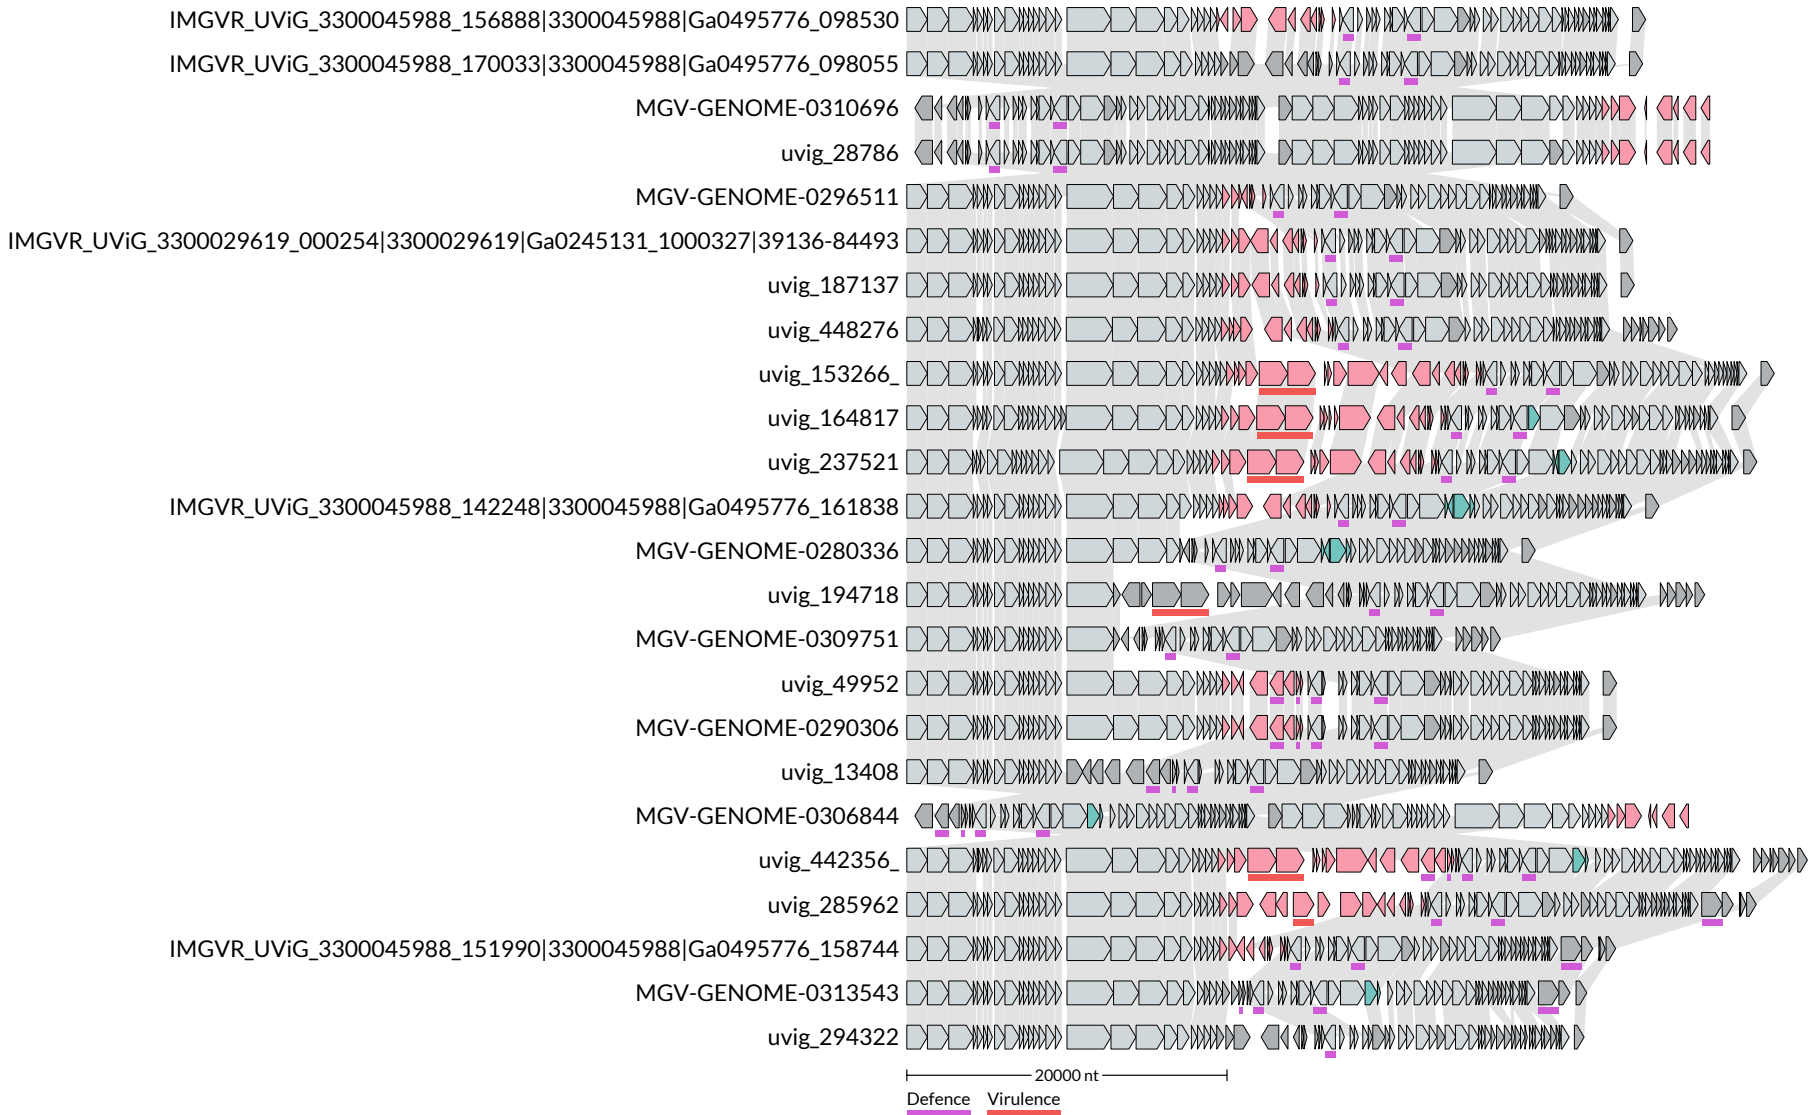 IMGVR_UViG_3300045988_156888|3300045988|Ga0495776_098530
IMGVR_UViG_3300045988_170033|3300045988|Ga0495776_098055
MGV-GENOME-0310696
uvig_28786
MGV-GENOME-0296511
IMGVR_UViG_3300029619_000254|3300029619|Ga0245131_1000327|39136-84493
uvig_187137
uvig_448276
uvig_153266_
uvig_164817
uvig_237521
IMGVR_UViG_3300045988_142248|3300045988|Ga0495776_161838
MGV-GENOME-0280336
uvig_194718
MGV-GENOME-0309751
uvig_49952
MGV-GENOME-0290306
uvig_13408
MGV-GENOME-0306844
uvig_442356_
uvig_285962
IMGVR_UViG_3300045988_151990|3300045988|Ga0495776_158744
MGV-GENOME-0313543
uvig_294322
20000 nt
Defence Virulence